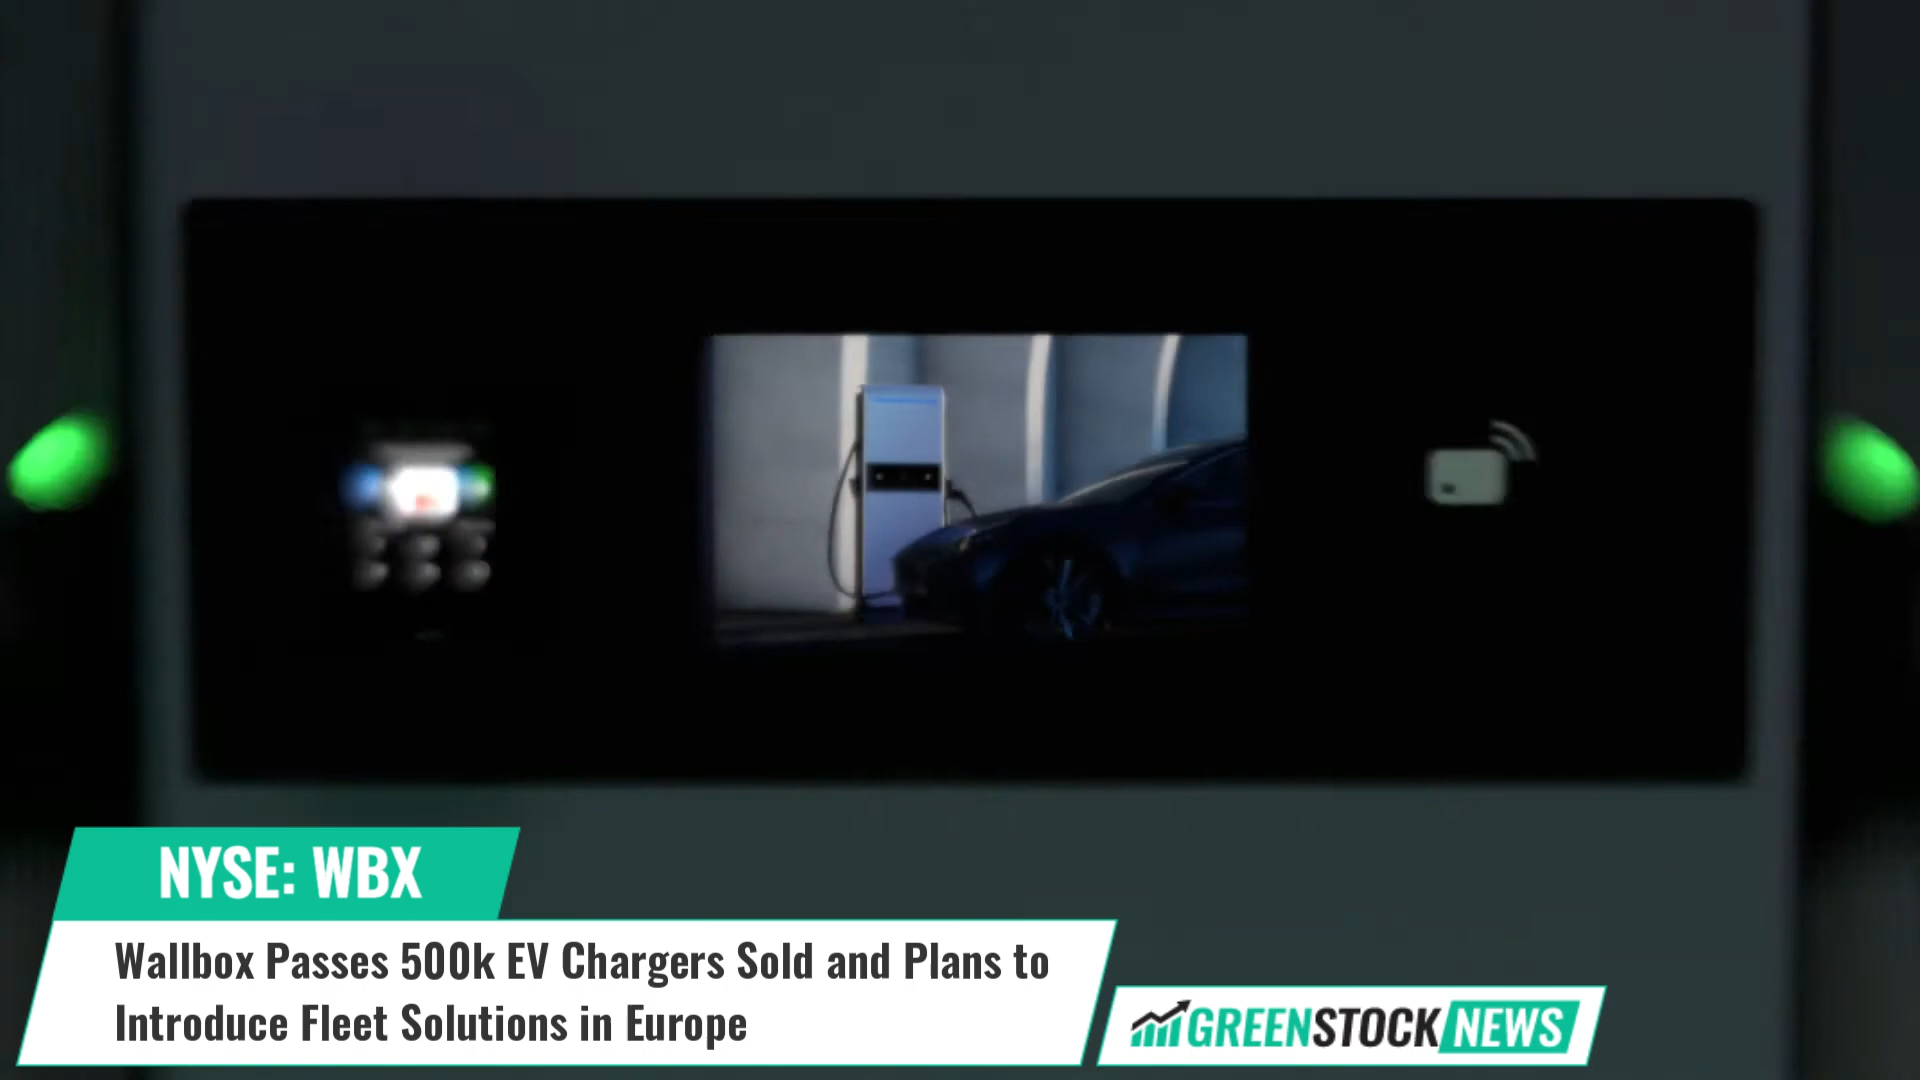 NYSE: WBX
Wallbox Passes 500k EV Chargers Sold and Plans to
Introduce Fleet Solutions in Europe
GREENSTOCK NEWS